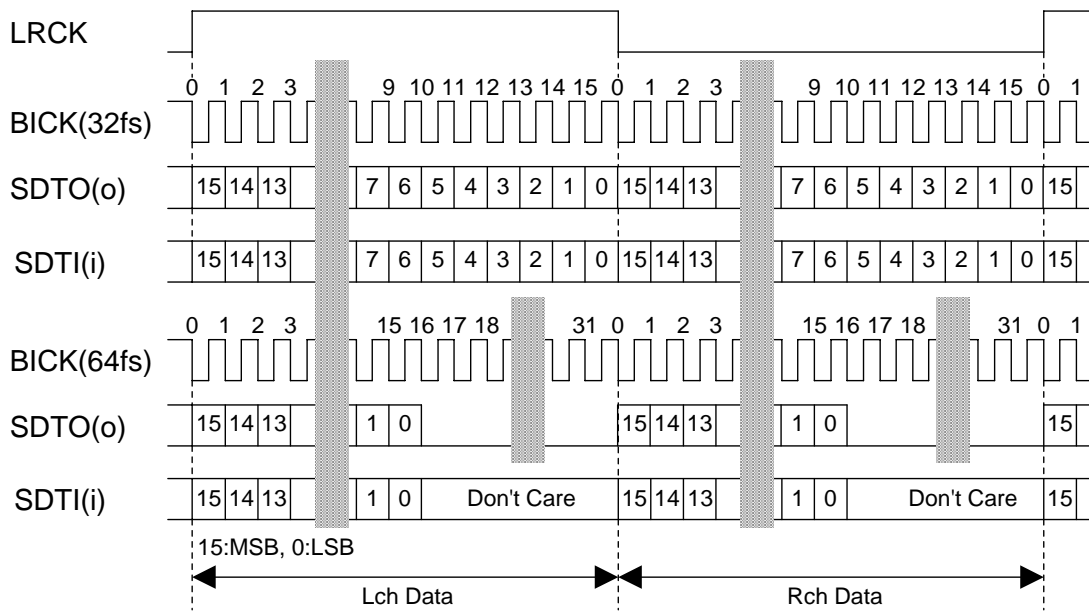 LRCK
0 1 2 3 9 10 11 12 13 14 15 0 1 2 3 9 10 11 12 13 14 15 0 1
BICK(32fs)
SDTO(o) 15 14 13 7 6 5 4 3 2 1 0 15 14 13 7 6 5 4 3 2 1 0 15
SDTI(i) 15 14 13 7 6 5 4 3 2 1 0 15 14 13 7 6 5 4 3 2 1 0 15
0 1 2 3 15 16 17 18 31 0 1 2 3 15 16 17 18 31 0 1
BICK(64fs)
SDTO(o) 15 14 13 1 0 15 14 13 1 0 15
SDTI(i) 15 14 13 1 0 Don't Care 15 14 13 1 0 Don't Care 15
15:MSB, 0:LSB
Lch Data Rch Data